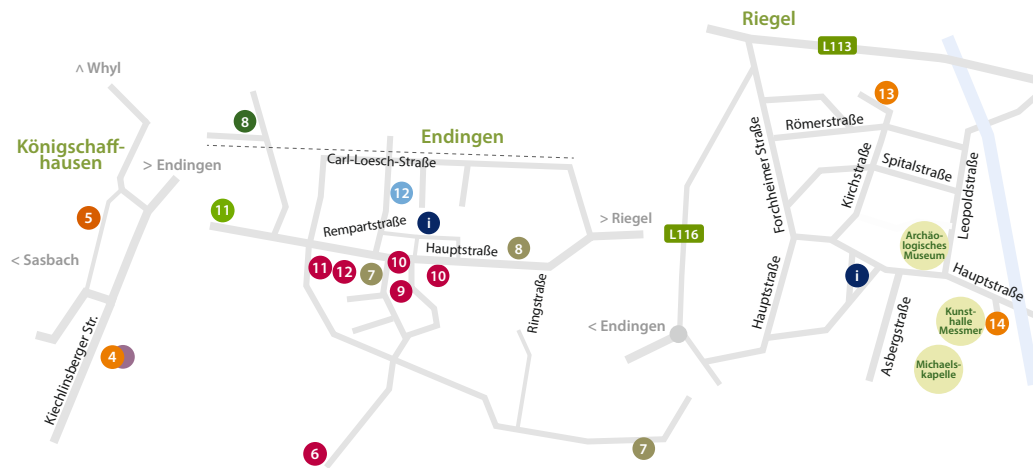 Riegel
L113
˄ Whyl
13
8
Römerstraße
Königschaff-
hausen
Endingen
> Endingen
Carl-Loesch-Straße
Forchheimer Straße
Kirchstraße
Spitalstraße
Leopoldstraße
12
5
11
> Riegel
Rempartstraße
i
L116
Archäo-
logisches
Museum
Hauptstraße
8
< Sasbach
11
12
7
10
10
9
i
Hauptstraße
Hauptstraße
Ringstraße
< Endingen
Asbergstraße
Kunst-
halle
Messmer
14
Kiechlinsberger Str.
4
Michaels-
kapelle
6
7